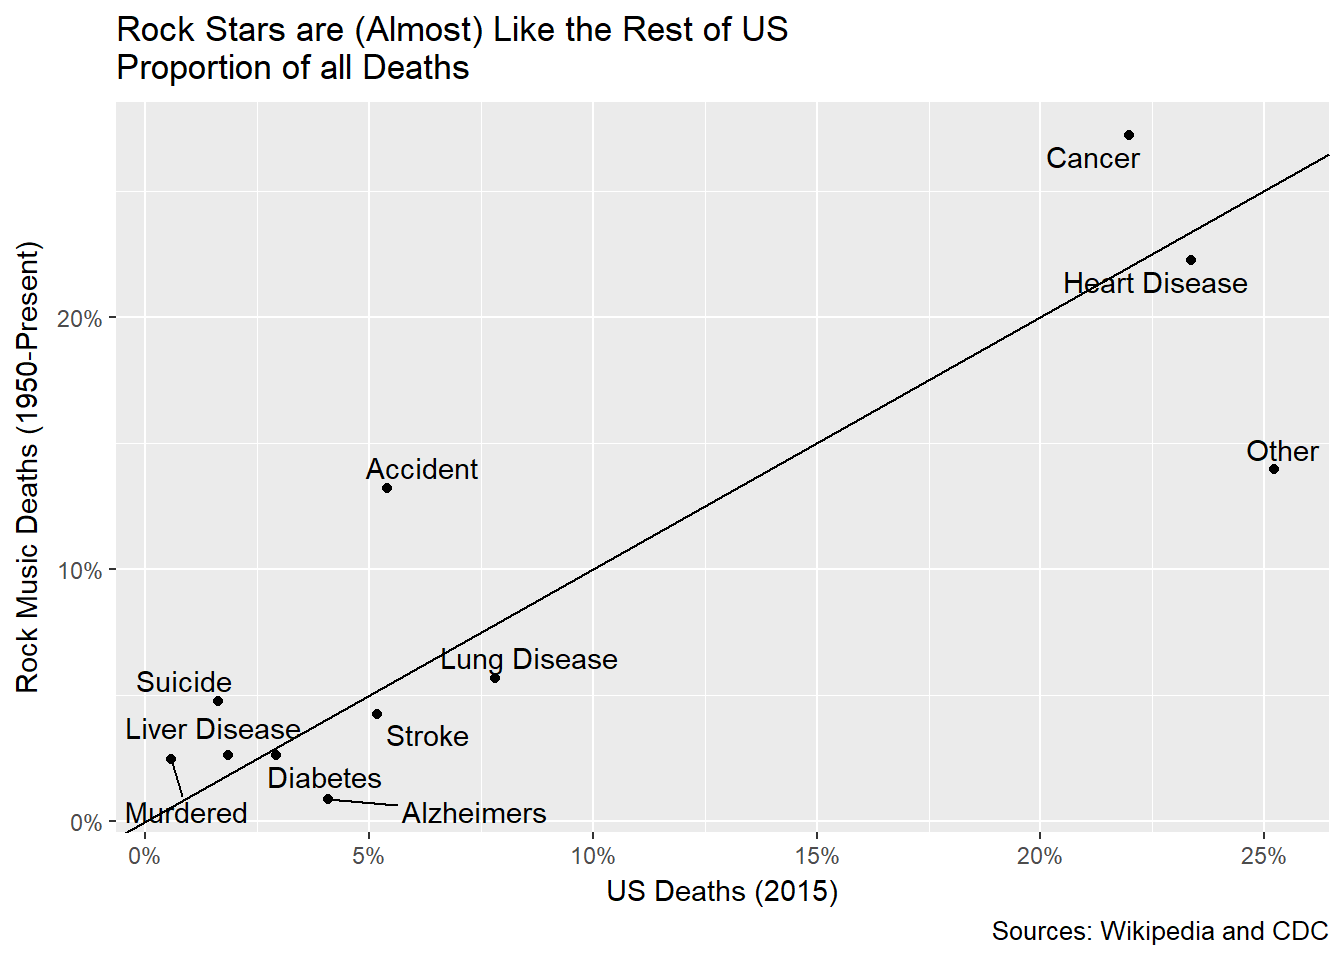 Rock Stars are (Almost) Like the Rest of US
Proportion of all Deaths
Rock Music Deaths (1950-Present)
20%
10%
0%
Cancer
Heart Disease
Other
Accident
Lung Disease
Suicide
Liver Disease
Stroke
Diabetes
Murdered
Alzheimers
0%
5%
10%
15%
20%
25%
US Deaths (2015)
Sources: Wikipedia and CDC